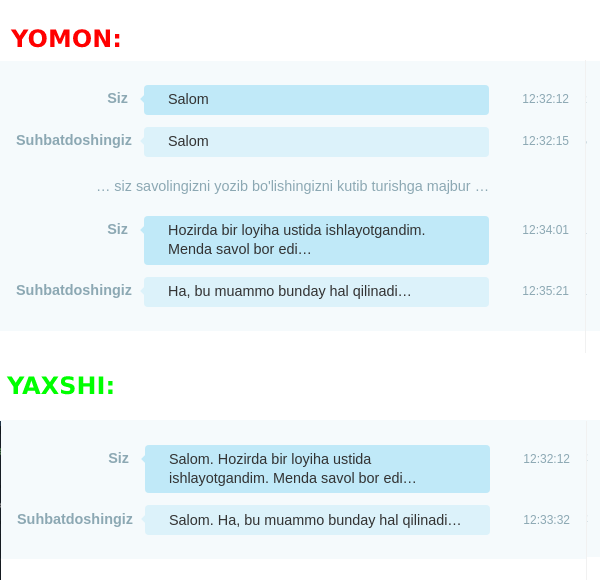 YOMON:
Siz Salom 12:32:12
Suhbatdoshingiz Salom 12:32:15
… siz savolingizni yozib bo'lishingizni kutib turishga majbur …
Siz Hozirda bir loyiha ustida ishlayotgandim. 12:34:01
Menda savol bor edi…
Suhbatdoshingiz Ha, bu muammo bunday hal qilinadi… 12:35:21
YAXSHI:
Siz Salom. Hozirda bir loyiha ustida 12:32:12
ishlayotgandim. Menda savol bor edi…
Suhbatdoshingiz Salom. Ha, bu muammo bunday hal qilinadi… 12:33:32